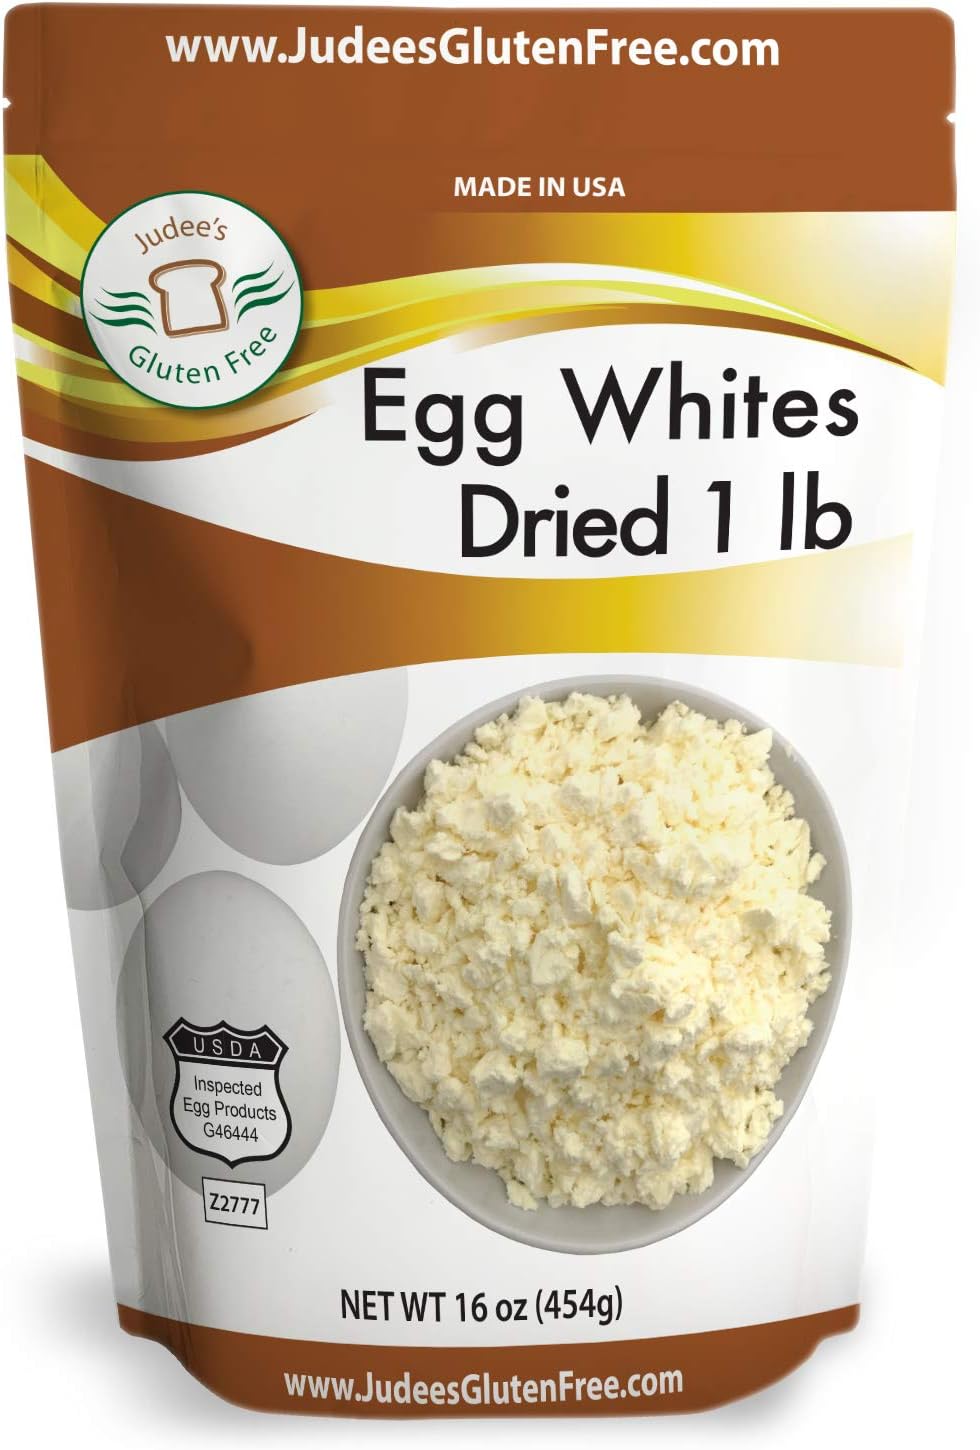 www.JudeesGlutenFree.com
MADE IN USA
Judee's
Gluten Free
Egg Whites
Dried 1 lb
USDA
Inspected
Egg Products
G46444
Z2777
NET WT 16 oz (454g)
www.JudeesGlutenFree.com